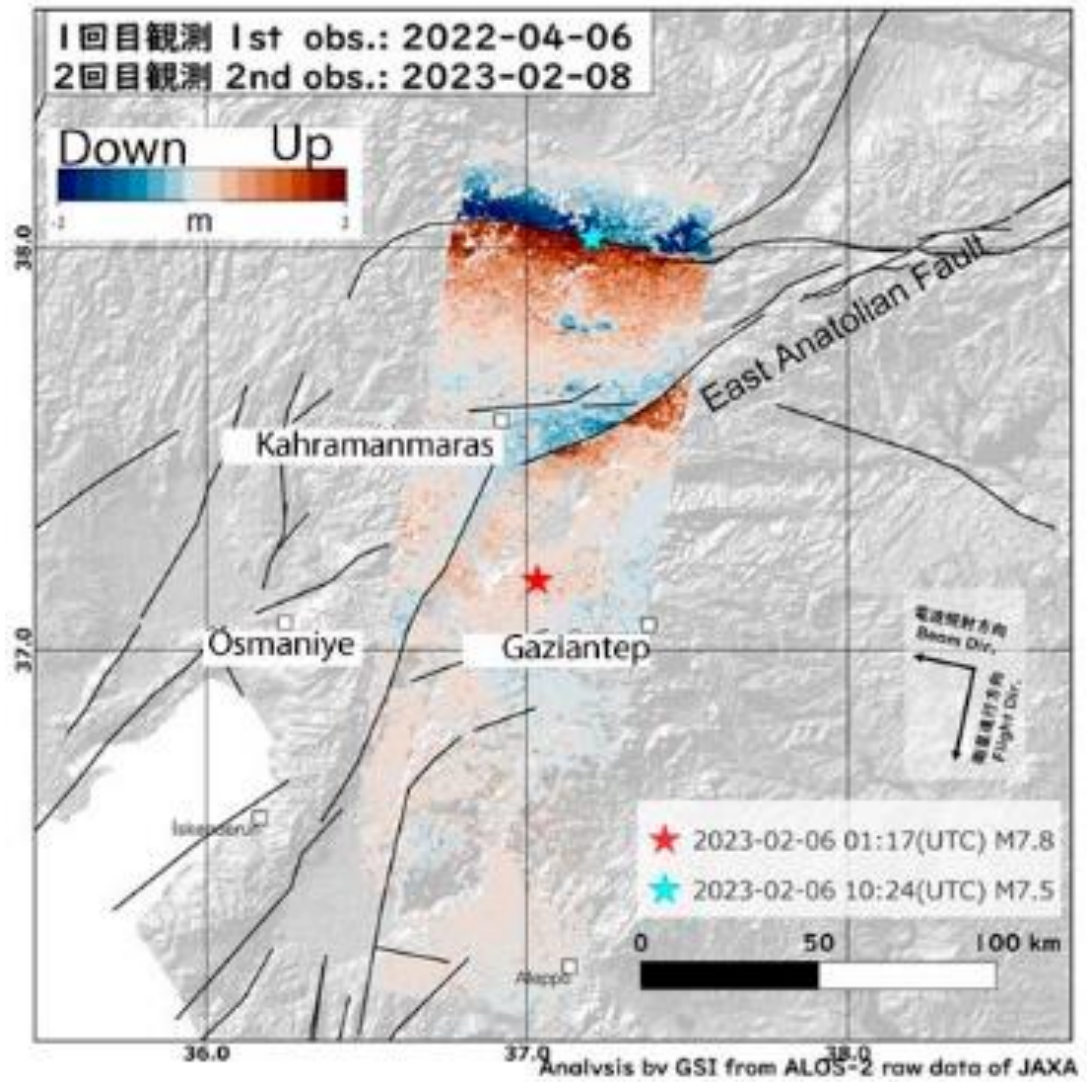 1回目観測 1st obs.: 2022-04-06
2回目観測 2nd obs.: 2023-02-08
Down Up
m
38.0
East Anatolian Fault
Kahramanmaras
電波照射方向
Beam Dir.
衛星進行方向
Flight Dir.
37.0
Osmaniye
Gaziantep
İskenderun
2023-02-06 01:17(UTC) M7.8
2023-02-06 10:24(UTC) M7.5
0 50 100 km
Aleppo
36.0 37.0 38.0
Analysis by GSI from ALOS-2 raw data of JAXA